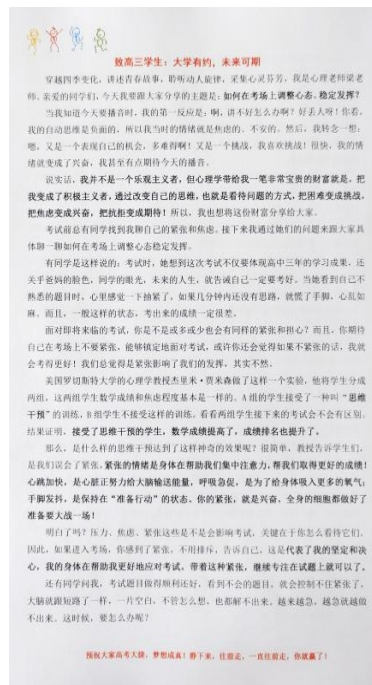 致高三学生：大学有约，未来可期
穿越四季变化，讲述青春故事，聆听动人旋律，采集心灵芬芳，我是心理老师梁老
师。亲爱的同学们，今天我要跟大家分享的主题是：如何在考场上调整心态、稳定发挥？
当我知道今天要播音时，我的第一反应是：啊，讲不好怎么办啊？好丢人呀！你看，
我的自动思维是负面的，所以我当时的情绪就是焦虑的、不安的。然后，我转念一想：
嗯，又是一个表现自己的机会，多难得啊！又是一个挑战，我喜欢挑战！很快，我的情
绪就变成了兴奋，我甚至有点期待今天的播音。
说实话，我并不是一个乐观主义者，但心理学带给我一笔非常宝贵的财富就是，把
我变成了积极主义者，透过改变自己的思维，也就是看待问题的方式，把困难变成挑战，
把焦虑变成兴奋，把抗拒变成期待！所以，我也想将这份财富分享给大家。
考试前总有同学找到我聊自己的紧张和焦虑。接下来我通过她们的问题来跟大家具
体聊一聊如何在考场上调整心态稳定发挥。
有同学是这样说的：考试时，她想到这次考试不仅要体现高中三年的学习成果，还
关乎爸妈的脸色，同学的眼光，未来的人生，就告诫自己一定要考好。当她看到自己不
熟悉的题目时，心里感觉一下抽紧了，如果几分钟内还没有思路，就慌了手脚，心乱如
麻。而且，一般这样的状态，考出来的成绩一定很差。
面对即将来临的考试，你是不是或多或少也会有同样的紧张和担心？而且，你期待
自己在考场上不要紧张，能够镇定地面对考试，或许你还会觉得如果不紧张的话，我就
会考得更好！我们总觉得是紧张影响了我们的发挥，其实不然。
美国罗切斯特大学的心理学教授杰里米·贾米森做了这样一个实验，他将学生分成
两组，这两组学生数学成绩和焦虑程度基本是一样的。A组的学生接受了一种叫“思维
干预”的训练，B组学生不接受这样的训练。看看两组学生接下来的考试会不会有区别。
结果证明，接受了思维干预的学生，数学成绩提高了，成绩排名也提升了。
那么，是什么样的思维干预达到了这样神奇的效果呢？很简单，教授告诉学生们，
是我们误会了紧张，紧张的情绪是身体在帮助我们集中注意力，帮我们取得更好的成绩！
心跳加快，是心脏正努力给大脑输送能量，呼吸急促，是为了给身体吸入更多的氧气；
手脚发抖，是保持在“准备行动”的状态。你的紧张，就是兴奋、全身的细胞都做好了
准备要大战一场！
明白了吗？压力、焦虑、紧张这些是不是会影响考试，关键在于你怎么看待它们。
因此，如果进入考场，你感到了紧张，不用排斥，告诉自己，这是代表了我的坚定和决
心，我的身体在帮助我更好地应对考试，带着这种紧张，继续专注在试题上就可以了。
还有同学问我，考试题目做得顺利还好，看到不会的题目，就会控制不住紧张了，
大脑就跟短路了一样，一片空白，不管怎么想，也都解不出来，越来越急，越急就越做
不出来。这时候，要怎么办呢？
预祝大家高考大捷，梦想成真！静下来，往前走，一直往前走，你就赢了！